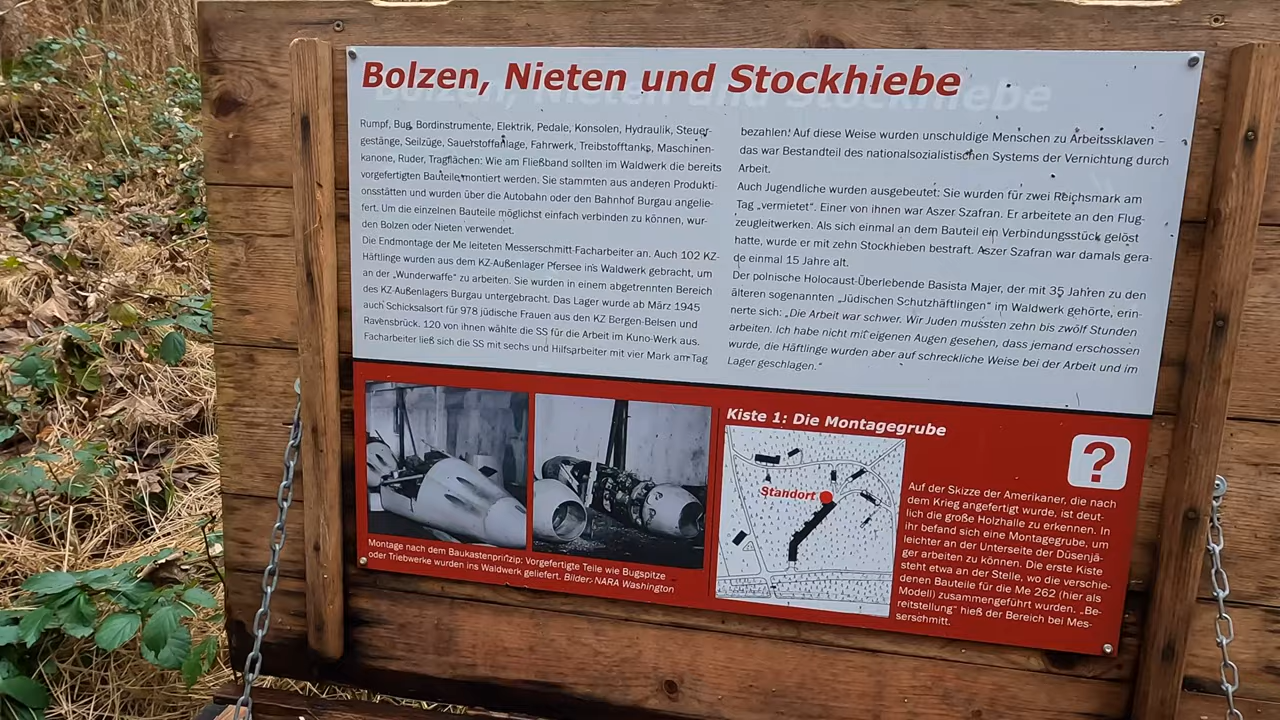 Bolzen, Nieten und Stockhiebe
Rumpf, Bug, Bordinstrumente, Elektrik, Pedale, Konsolen, Hydraulik, Steuer-
gestänge, Seilzüge, Sauerstoffanlage, Fahrwerk, Treibstofftanks, Maschinen-
kanone, Ruder, Tragflächen: Wie am Fließband sollten im Waldwerk die bereits
vorgefertigten Bauteile montiert werden. Sie stammten aus anderen Produkti-
onsstätten und wurden über die Autobahn oder den Bahnhof Burgau angelie-
fert. Um die einzelnen Bauteile möglichst einfach verbinden zu können, wur-
den Bolzen oder Nieten verwendet.
Die Endmontage der Me leiteten Messerschmitt-Facharbeiter an. Auch 102 KZ-
Häftlinge wurden aus dem KZ-Außenlager Pfersee ins Waldwerk gebracht, um
an der „Wunderwaffe" zu arbeiten. Sie wurden in einem abgetrennten Bereich
des KZ-Außenlagers Burgau untergebracht. Das Lager wurde ab März 1945
auch Schicksalsort für 978 jüdische Frauen aus den KZ Bergen-Belsen und
Ravensbrück. 120 von ihnen wählte die SS für die Arbeit im Kuno-Werk aus.
Facharbeiter ließ sich die SS mit sechs und Hilfsarbeiter mit vier Mark am Tag
bezahlen! Auf diese Weise wurden unschuldige Menschen zu Arbeitssklaven –
das war Bestandteil des nationalsozialistischen Systems der Vernichtung durch
Arbeit.
Auch Jugendliche wurden ausgebeutet: Sie wurden für zwei Reichsmark am
Tag „vermietet". Einer von ihnen war Aszer Szafran. Er arbeitete an den Flug-
zeugleitwerken. Als sich einmal an dem Bauteil ein Verbindungsstück gelöst
hatte, wurde er mit zehn Stockhieben bestraft. Aszer Szafran war damals gera-
de einmal 15 Jahre alt.
Der polnische Holocaust-Überlebende Basista Majer, der mit 35 Jahren zu den
älteren sogenannten „Jüdischen Schutzhäftlingen" im Waldwerk gehörte, erin-
nerte sich: „Die Arbeit war schwer. Wir Juden mussten zehn bis zwölf Stunden
arbeiten. Ich habe nicht mit eigenen Augen gesehen, dass jemand erschossen
wurde, die Häftlinge wurden aber auf schreckliche Weise bei der Arbeit und im
Lager geschlagen."
Montage nach dem Baukastenprinzip: Vorgefertigte Teile wie Bugspitze
oder Triebwerke wurden ins Waldwerk geliefert. Bilder: NARA Washington
Kiste 1: Die Montagegrube
Standort
?
Auf der Skizze der Amerikaner, die nach
dem Krieg angefertigt wurde, ist deut-
lich die große Holzhalle zu erkennen. In
ihr befand sich eine Montagegrube, um
leichter an der Unterseite der Düsenjä-
ger arbeiten zu können. Die erste Kiste
steht etwa an der Stelle, wo die verschie-
denen Bauteile für die Me 262 (hier als
Modell) zusammengeführt wurden. „Be-
reitstellung" hieß der Bereich bei Mes-
serschmitt.